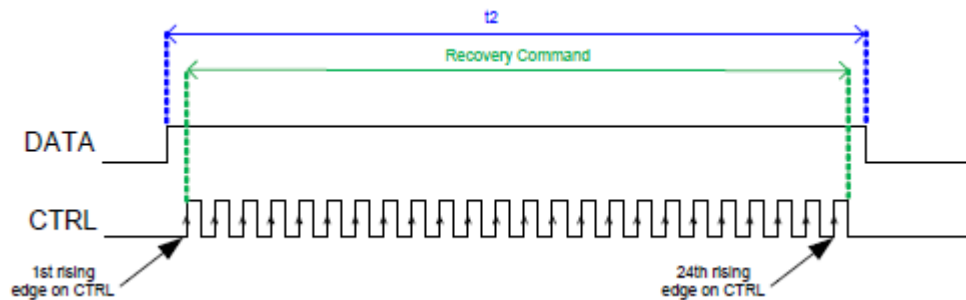 t2
Recovery Command
DATA
CTRL
1st rising
edge on CTRL
24th rising
edge on CTRL